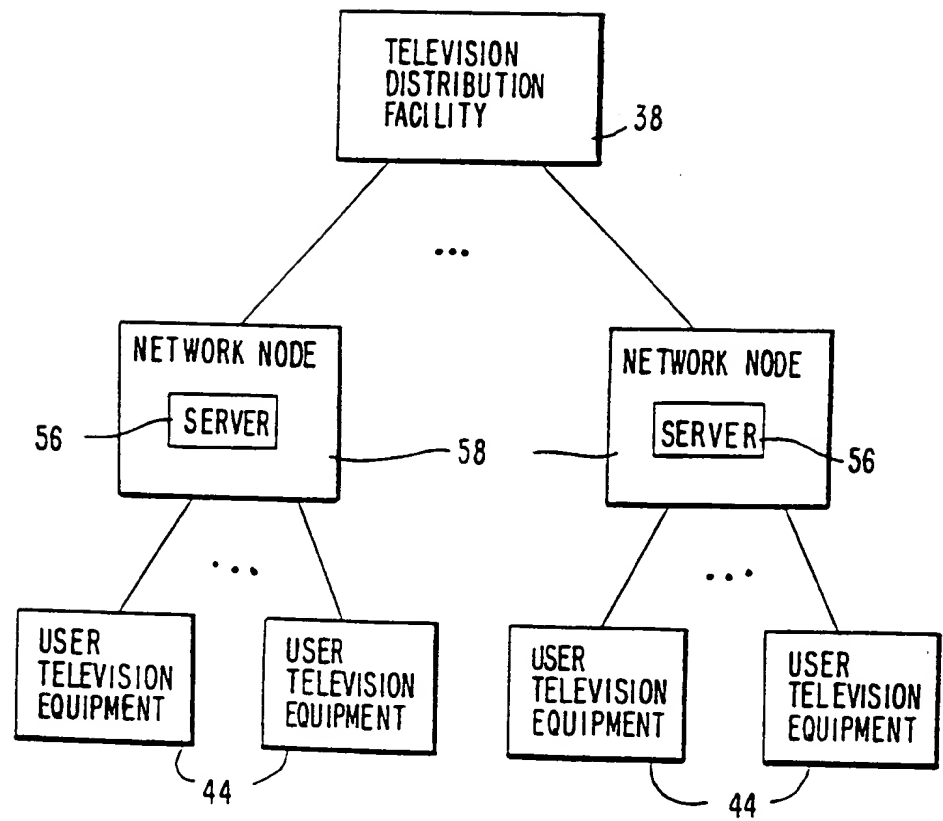 TELEVISION
DISTRIBUTION
FACILITY
38
NETWORK NODE
SERVER
56
58
NETWORK NODE
SERVER
56
USER
TELEVISION
EQUIPMENT
USER
TELEVISION
EQUIPMENT
44
USER
TELEVISION
EQUIPMENT
USER
TELEVISION
EQUIPMENT
44